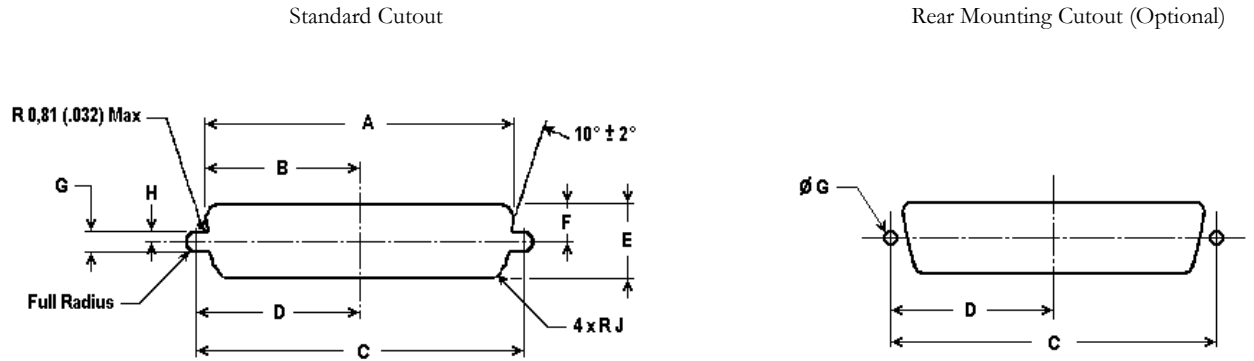 Standard Cutout
Rear Mounting Cutout (Optional)
R 0,81 (.032) Max
A
10° ± 2°
B
G
H
F
E
Full Radius
D
4 x R J
C
Ø G
D
C